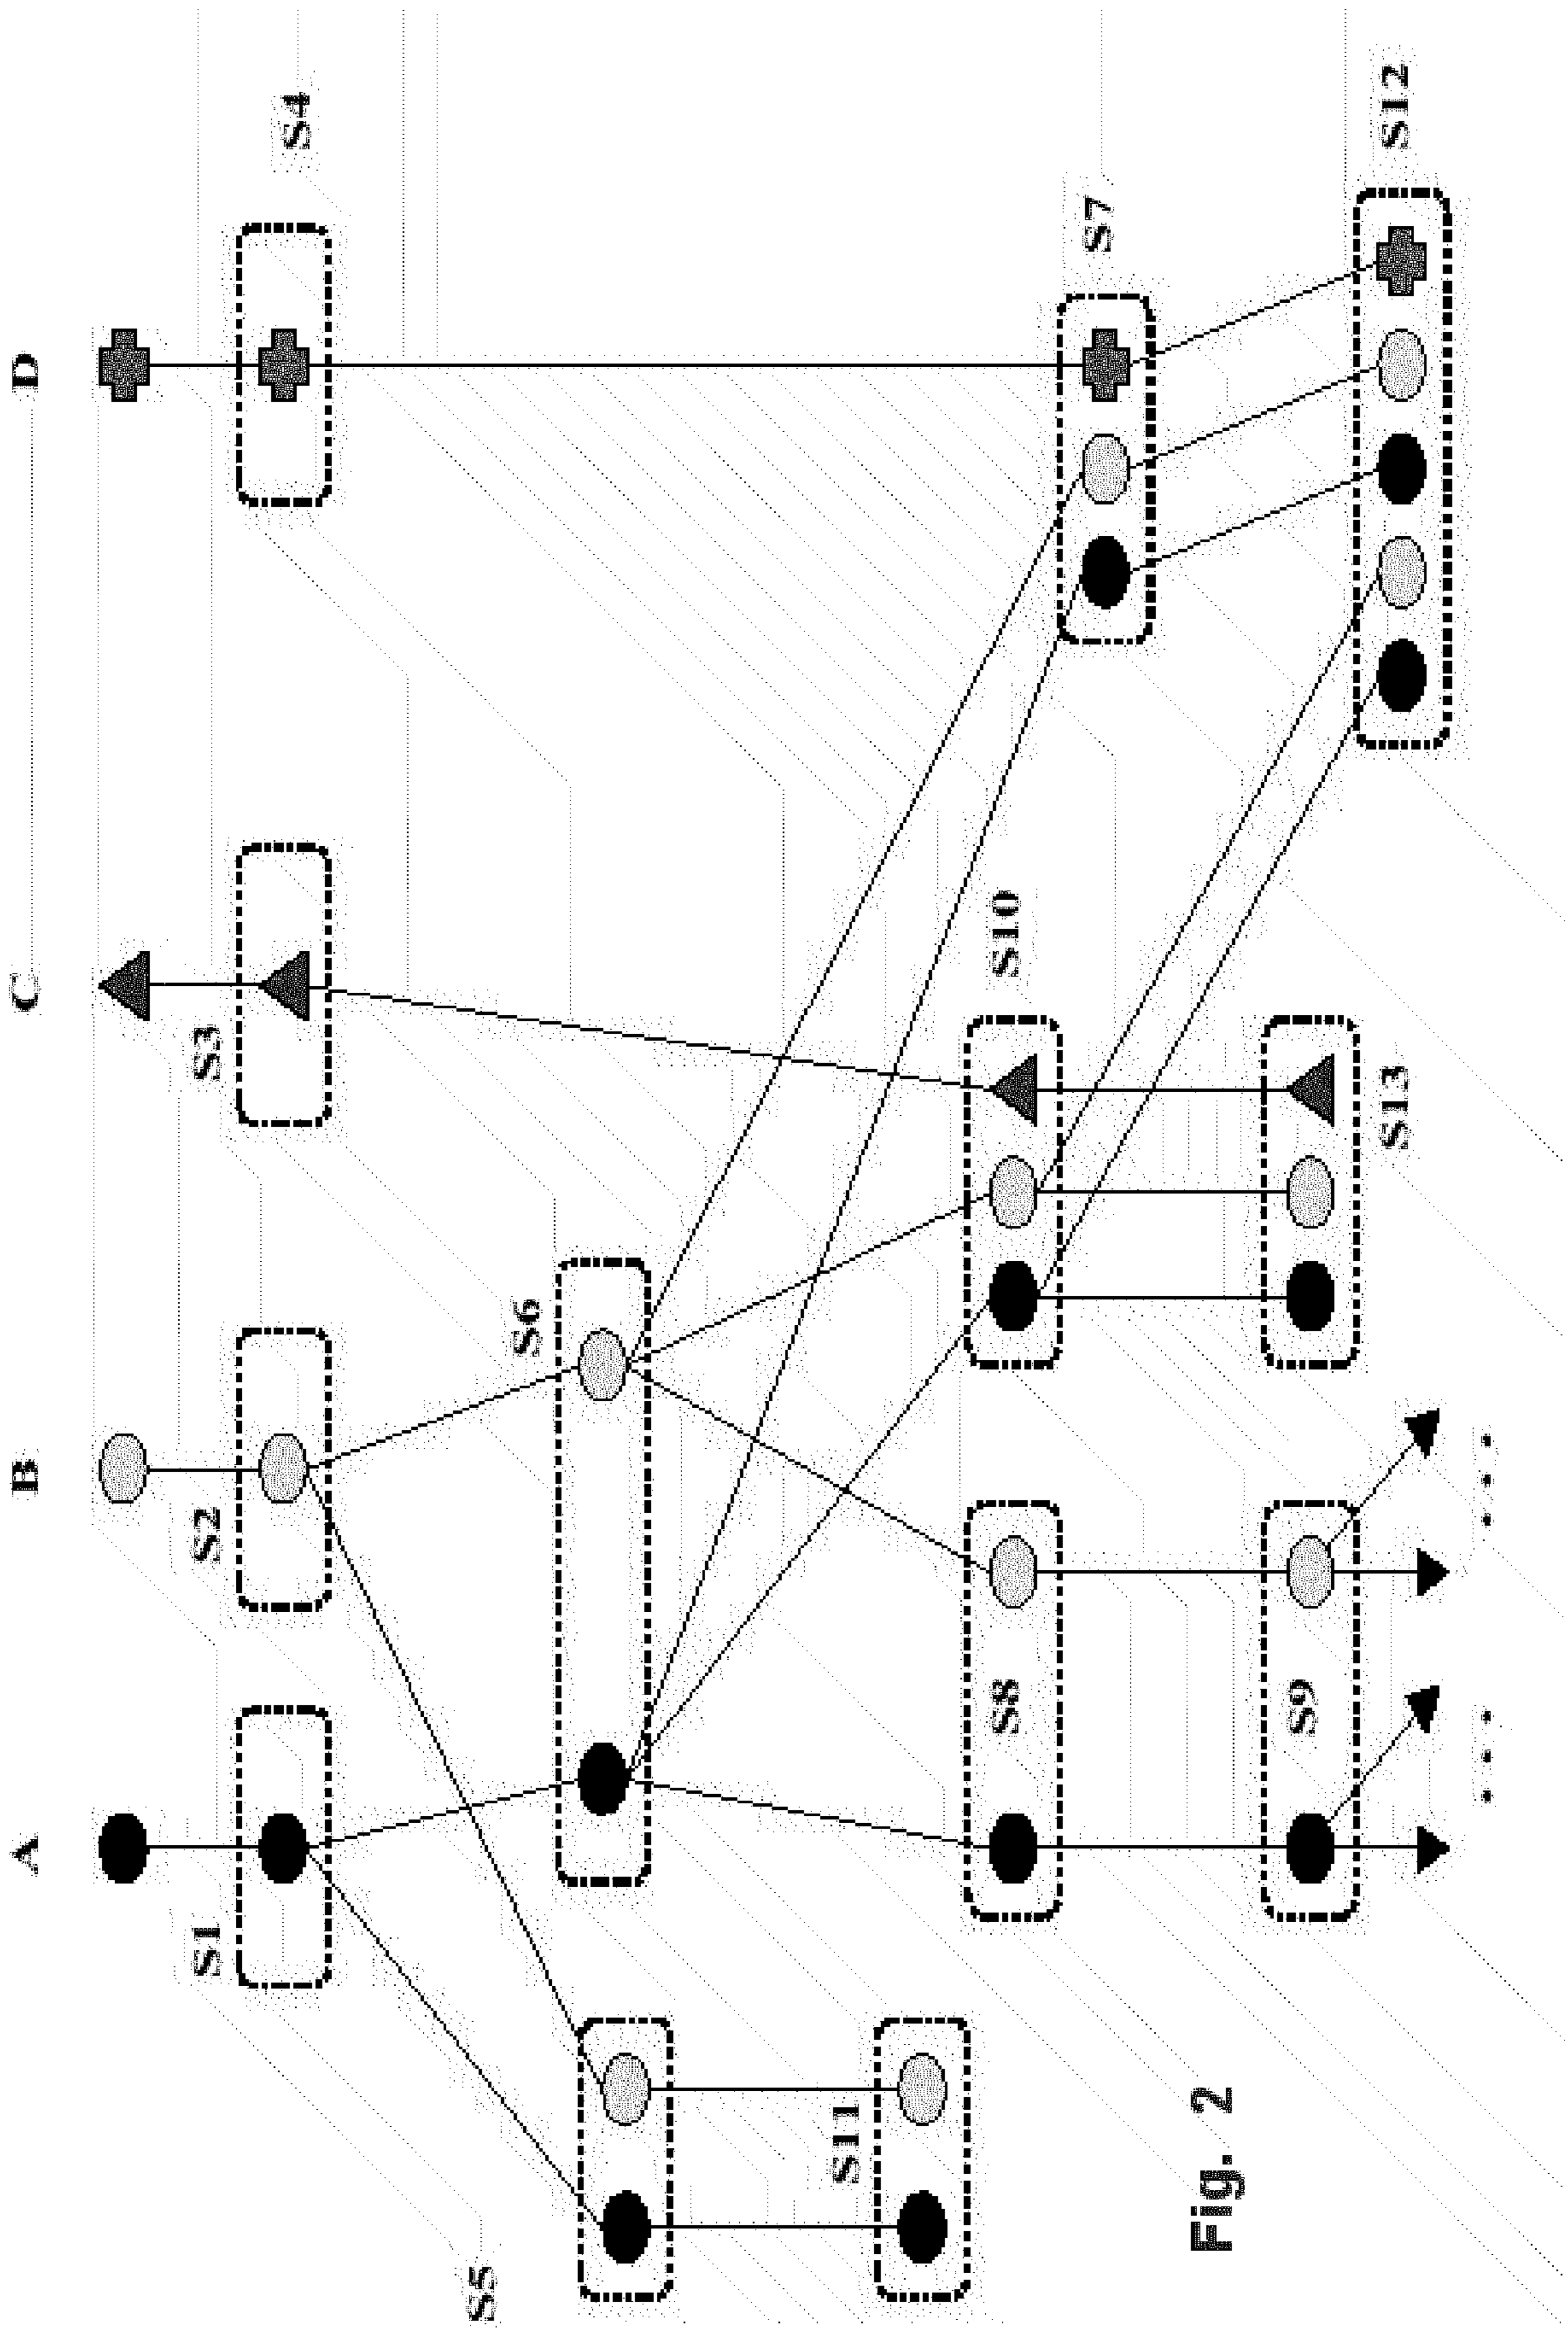 A B C D
S1 S2 S3
S4
S5
S6
S11
S8 S10
S7
Fig. 2
S9
S13 S12
... ...